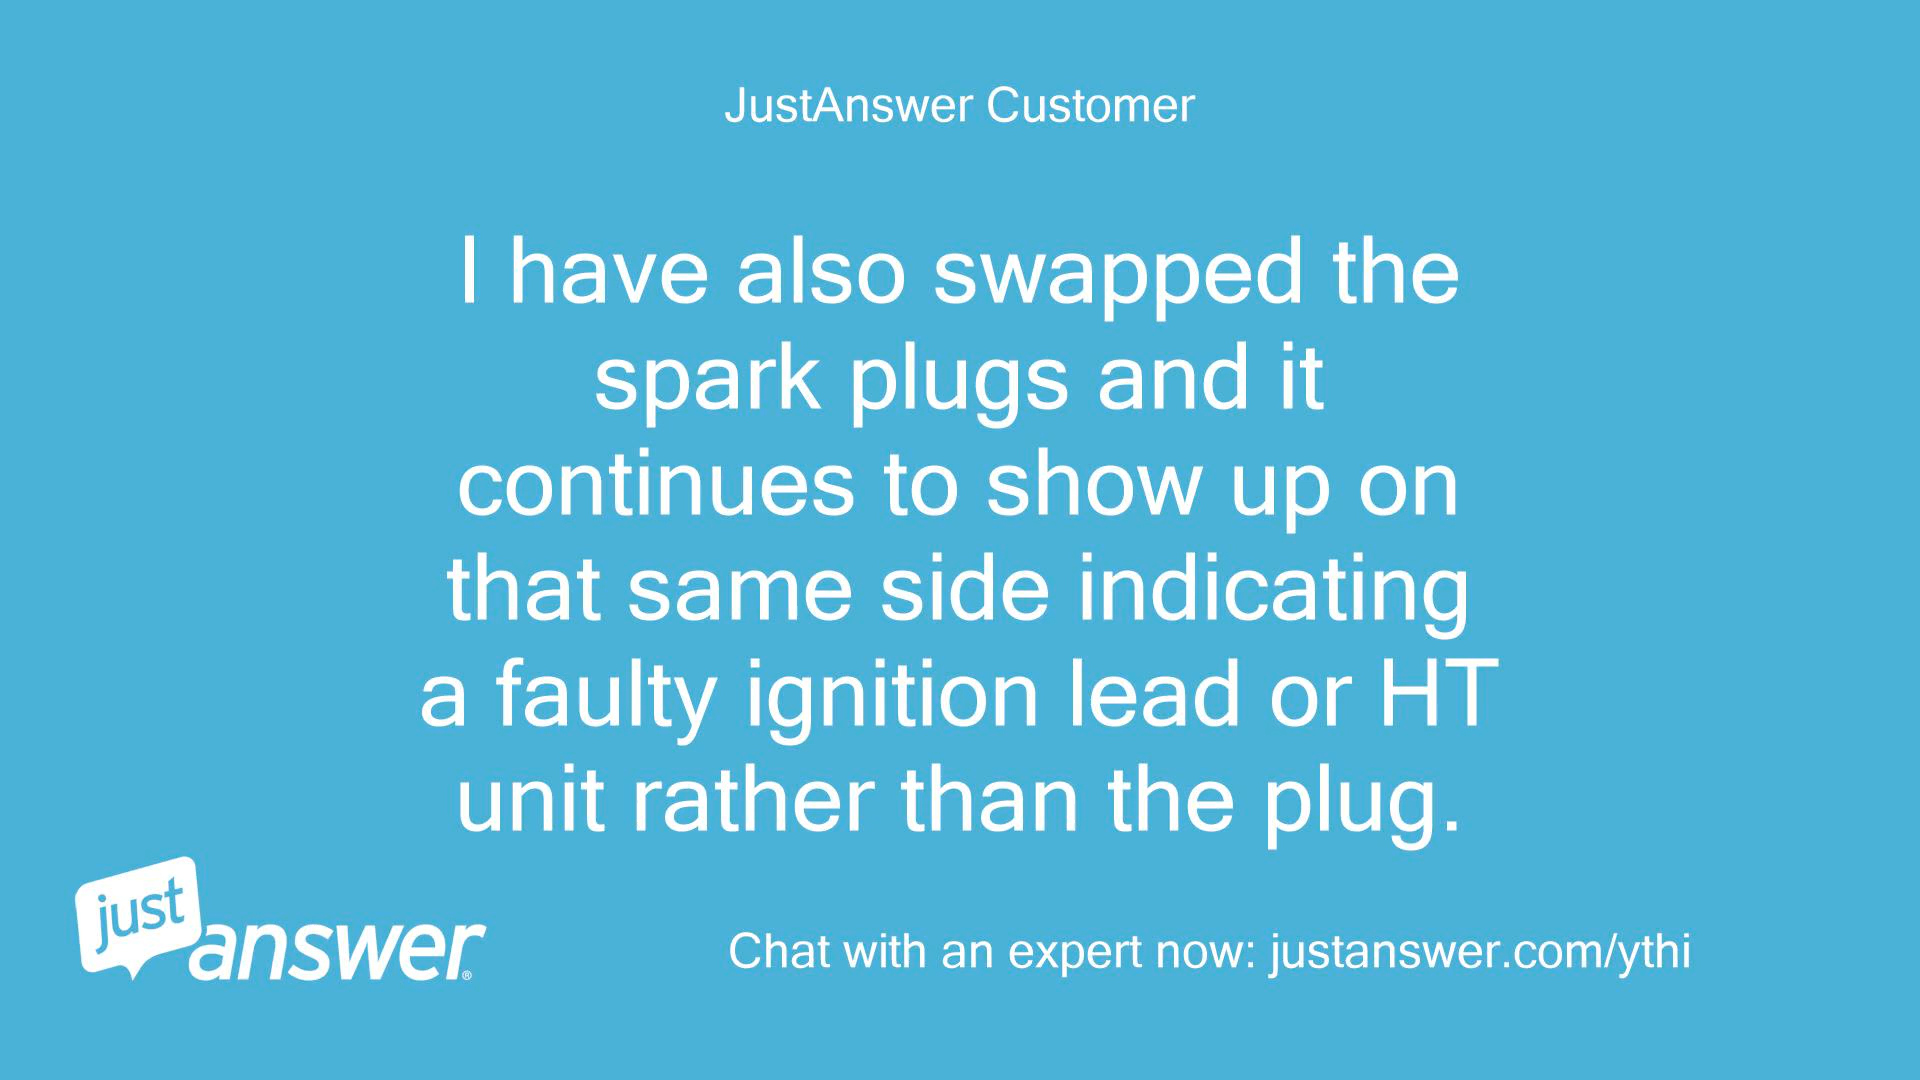 JustAnswer Customer
I have also swapped the
spark plugs and it
continues to show up on
that same side indicating
a faulty ignition lead or HT
unit rather than the plug.
just
answer®
Chat with an expert now: justanswer.com/ythi